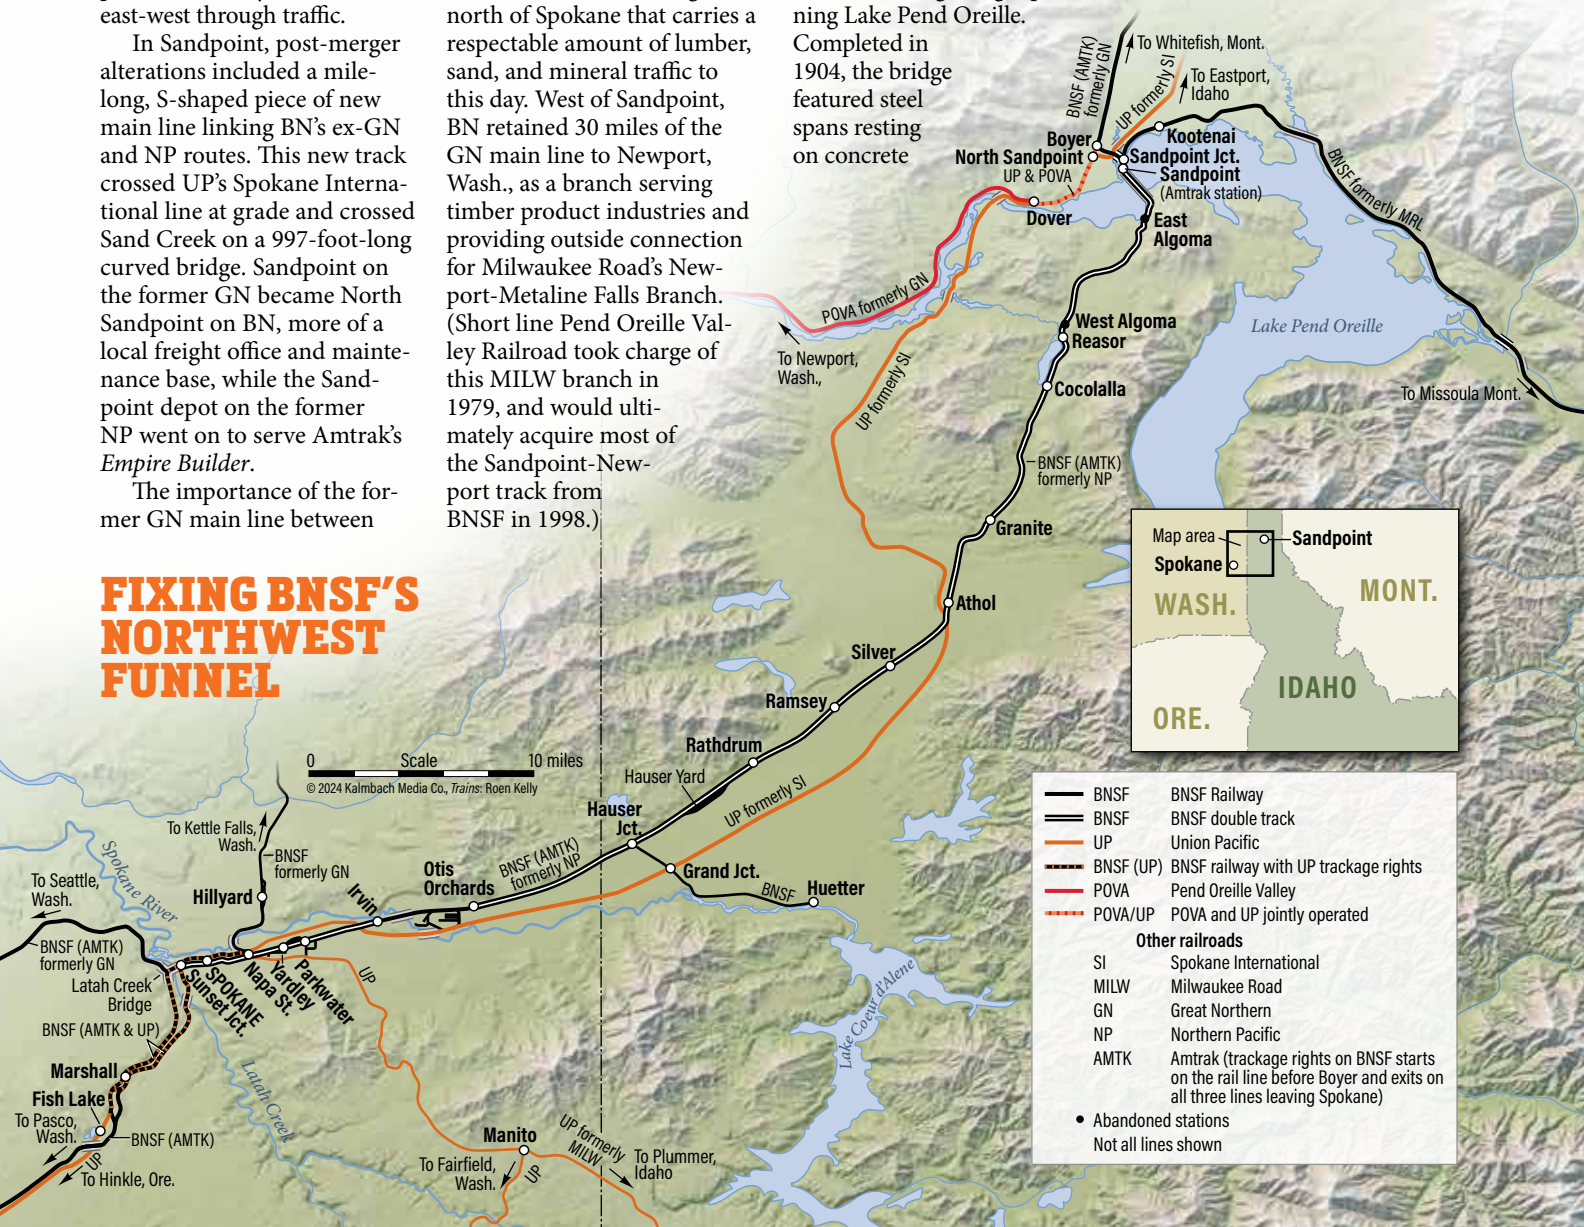 east-west through traffic.
In Sandpoint, post-merger
alterations included a mile-
long, S-shaped piece of new
main line linking BN's ex-GN
and NP routes. This new track
crossed UP's Spokane Interna-
tional line at grade and crossed
Sand Creek on a 997-foot-long
curved bridge. Sandpoint on
the former GN became North
Sandpoint on BN, more of a
local freight office and mainte-
nance base, while the Sand-
point depot on the former
NP went on to serve Amtrak's
Empire Builder.
The importance of the for-
mer GN main line between
north of Spokane that carries a
respectable amount of lumber,
sand, and mineral traffic to
this day. West of Sandpoint,
BN retained 30 miles of the
GN main line to Newport,
Wash., as a branch serving
timber product industries and
providing outside connection
for Milwaukee Road's New-
port-Metaline Falls Branch.
(Short line Pend Oreille Val-
ley Railroad took charge of
this MILW branch in
1979, and would ulti-
mately acquire most of
the Sandpoint-New-
port track from
BNSF in 1998.)
ning Lake Pend Oreille.
Completed in
1904, the bridge
featured steel
spans resting
on concrete
FIXING BNSF'S
NORTHWEST
FUNNEL
BNSF (AMTK)
formerly GN
To Whitefish, Mont.
UP formerly SI
To Eastport,
Idaho
Boyer
North Sandpoint
UP & POVA
Kootenai
Sandpoint Jct.
Sandpoint
(Amtrak station)
Dover
East
Algoma
BNSF formerly MRL
POVA formerly GN
To Newport,
Wash.,
UP formerly SI
West Algoma
Reasor
Lake Pend Oreille
Cocolalla
To Missoula Mont.
BNSF (AMTK)
formerly NP
Granite
Athol
Silver
Ramsey
Rathdrum
Hauser Yard
UP formerly SI
Hauser
Jct.
0 Scale 10 miles
© 2024 Kalmbach Media Co., Trains: Roen Kelly
To Kettle Falls,
Wash.
BNSF
formerly GN
Spokane River
Hillyard
Irvin
Otis
Orchards
BNSF (AMTK)
formerly NP
Grand Jct.
BNSF
Huetter
To Seattle,
Wash.
BNSF (AMTK)
formerly GN
Latah Creek
Bridge
Sunset Jct.
SPOKANE
Napa St.
Yardley
Parkwater
UP
BNSF (AMTK & UP)
Marshall
Fish Lake
To Pasco,
Wash.
BNSF (AMTK)
UP
To Hinkle, Ore.
Latah Creek
Manito
To Fairfield,
Wash.
UP
UP formerly
MILW
To Plummer,
Idaho
Lake Coeur d'Alene
Map area
Sandpoint
Spokane
WASH.
MONT.
IDAHO
ORE.
BNSF BNSF Railway
BNSF BNSF double track
UP Union Pacific
BNSF (UP) BNSF railway with UP trackage rights
POVA Pend Oreille Valley
POVA/UP POVA and UP jointly operated
Other railroads
SI Spokane International
MILW Milwaukee Road
GN Great Northern
NP Northern Pacific
AMTK Amtrak (trackage rights on BNSF starts
on the rail line before Boyer and exits on
all three lines leaving Spokane)
Abandoned stations
Not all lines shown